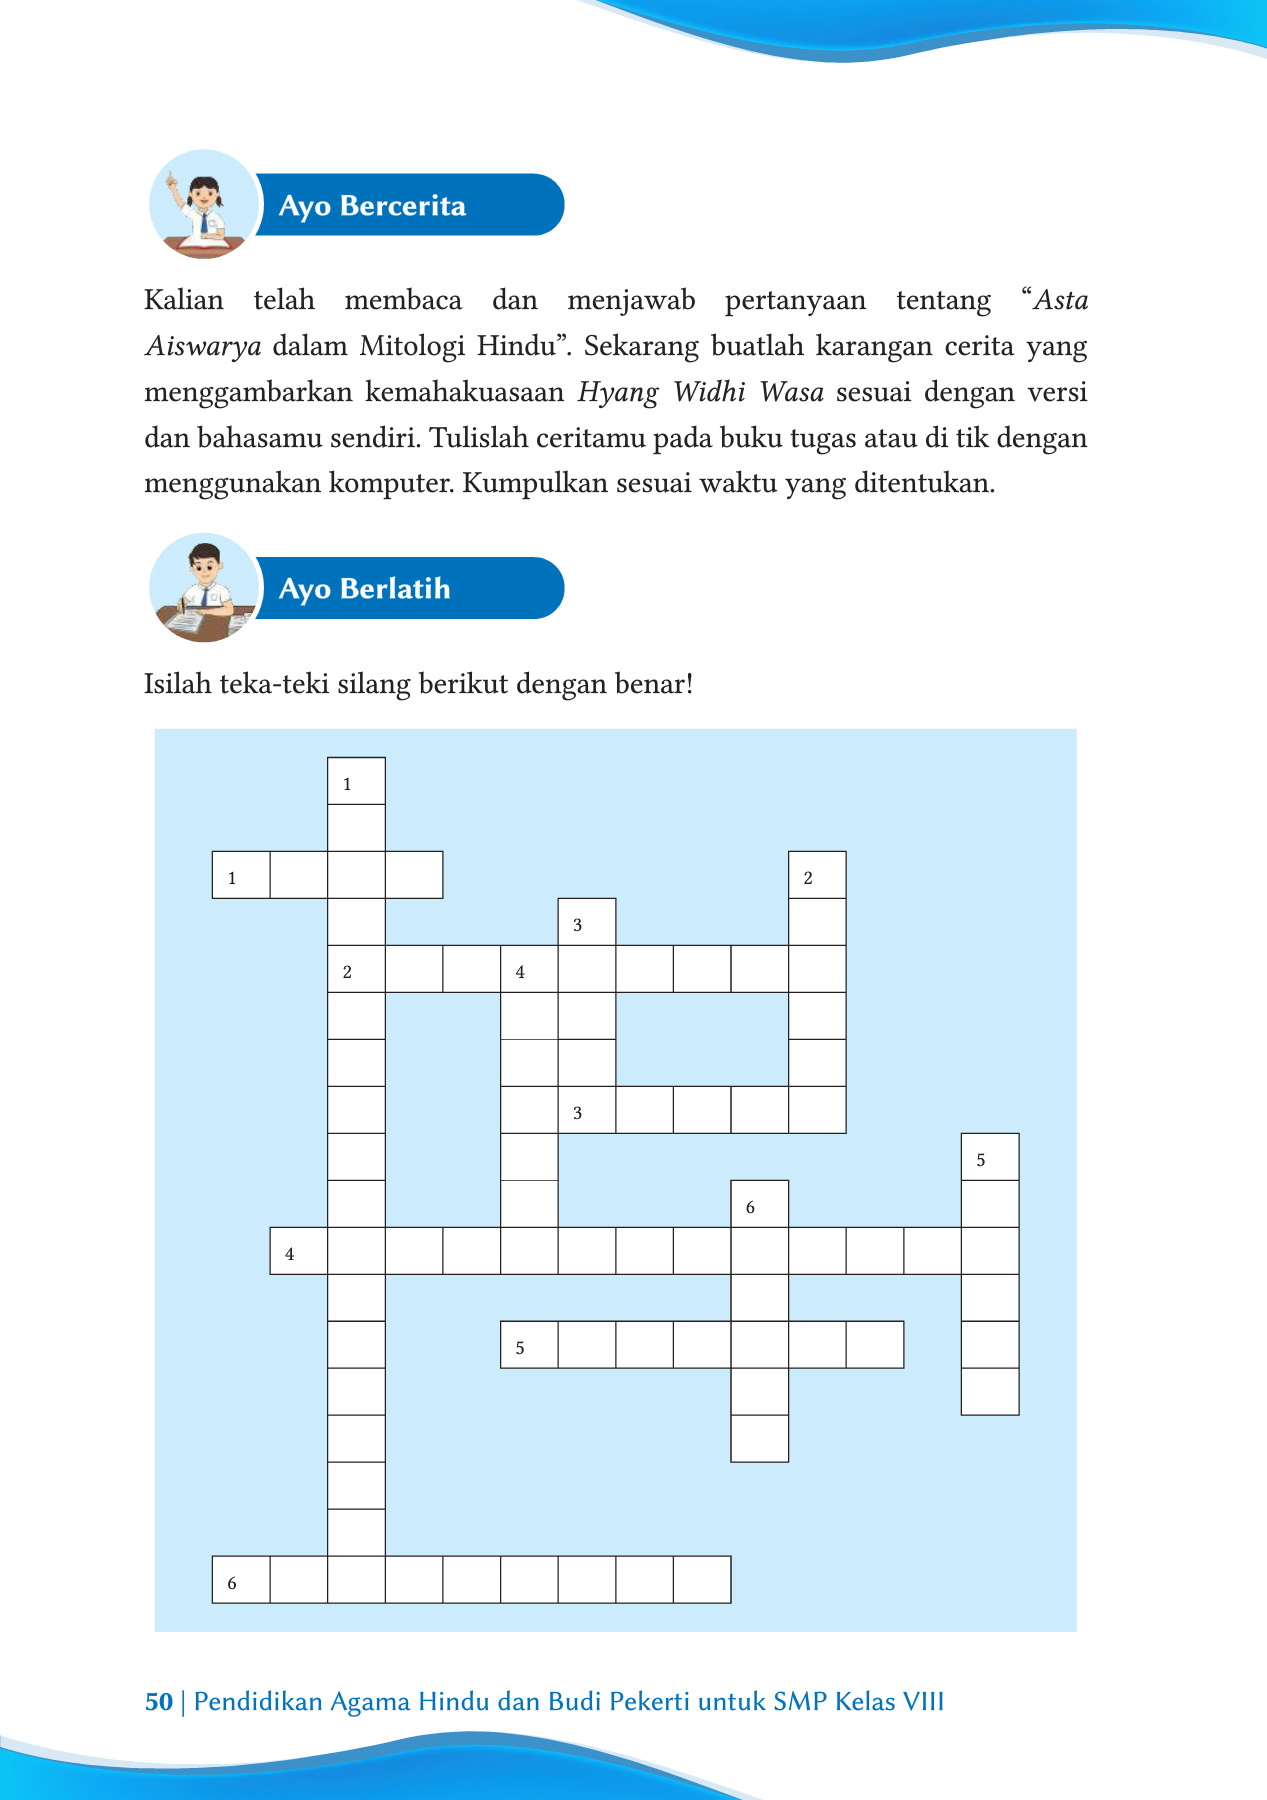 Ayo Bercerita
Kalian telah membaca dan menjawab pertanyaan tentang “Asta
Aiswarya dalam Mitologi Hindu”. Sekarang buatlah karangan cerita yang
menggambarkan kemahakuasaan Hyang Widhi Wasa sesuai dengan versi
dan bahasamu sendiri. Tulislah ceritamu pada buku tugas atau di tik dengan
menggunakan komputer. Kumpulkan sesuai waktu yang ditentukan.
Ayo Berlatih
Isilah teka-teki silang berikut dengan benar!
1
1 2
3
2 4
3
5
6
4
5
6
50 | Pendidikan Agama Hindu dan Budi Pekerti untuk SMP Kelas VIII